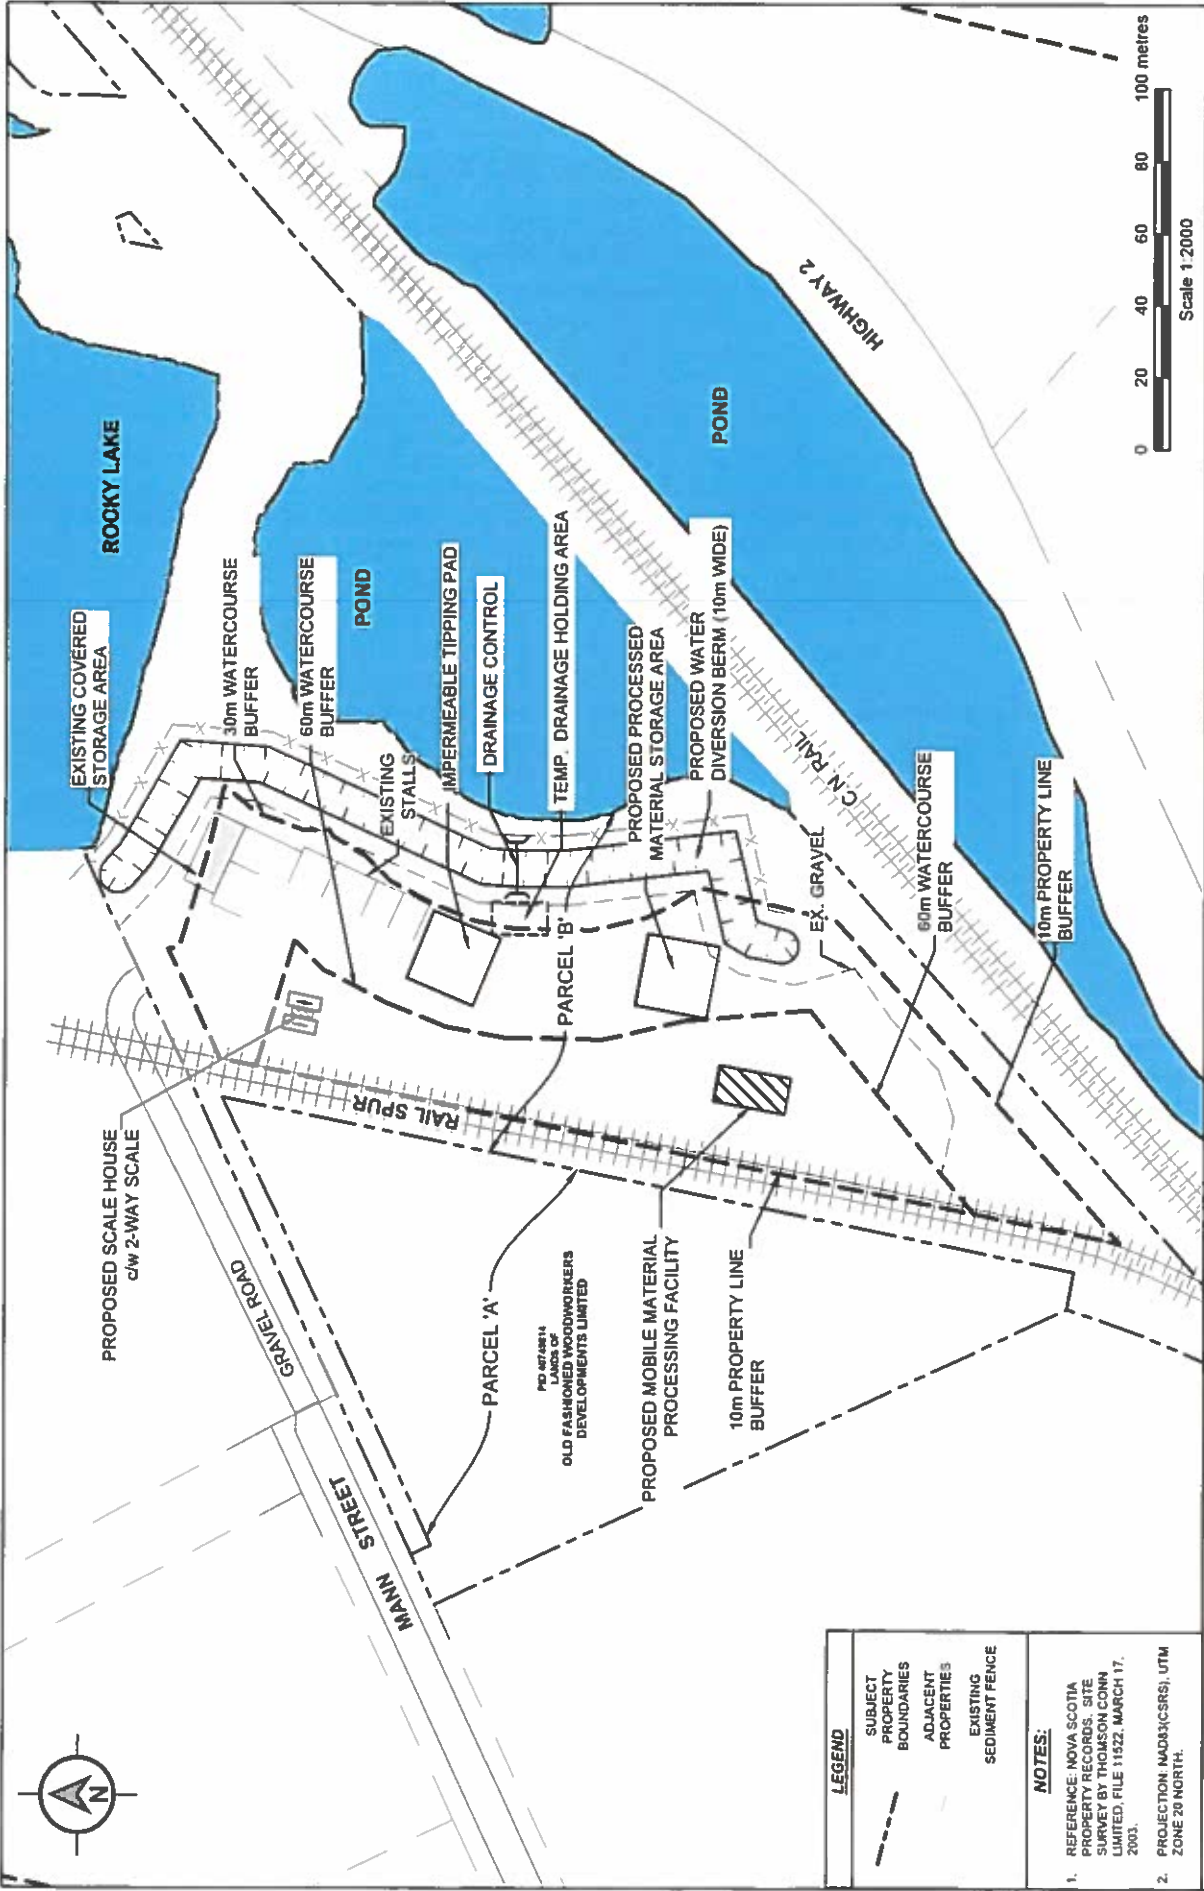 N
ROCKY LAKE
EXISTING COVERED
STORAGE AREA
30m WATERCOURSE
BUFFER
60m WATERCOURSE
BUFFER
POND
EXISTING
STALLS
IMPERMEABLE TIPPING PAD
DRAINAGE CONTROL
TEMP. DRAINAGE HOLDING AREA
PROPOSED PROCESSED
MATERIAL STORAGE AREA
PROPOSED WATER
DIVERSION BERM (10m WIDE)
POND
HIGHWAY 2
PROPOSED SCALE HOUSE
c/w 2-WAY SCALE
GRAVEL ROAD
MANN STREET
RAIL SPUR
PARCEL 'B'
PARCEL 'A'
PID 40743614
LANDS OF
OLD FASHIONED WOODWORKERS
DEVELOPMENTS LIMITED
PROPOSED MOBILE MATERIAL
PROCESSING FACILITY
10m PROPERTY LINE
BUFFER
EX. GRAVEL
C.N RAIL
60m WATERCOURSE
BUFFER
10m PROPERTY LINE
BUFFER
0 20 40 60 80 100 metres
Scale 1:2000
LEGEND
SUBJECT
PROPERTY
BOUNDARIES
ADJACENT
PROPERTIES
EXISTING
SEDIMENT FENCE
NOTES:
1. REFERENCE: NOVA SCOTIA
PROPERTY RECORDS. SITE
SURVEY BY THOMSON CONN
LIMITED, FILE 11522, MARCH 17,
2003.
2. PROJECTION: NAD83(CSRS), UTM
ZONE 20 NORTH.